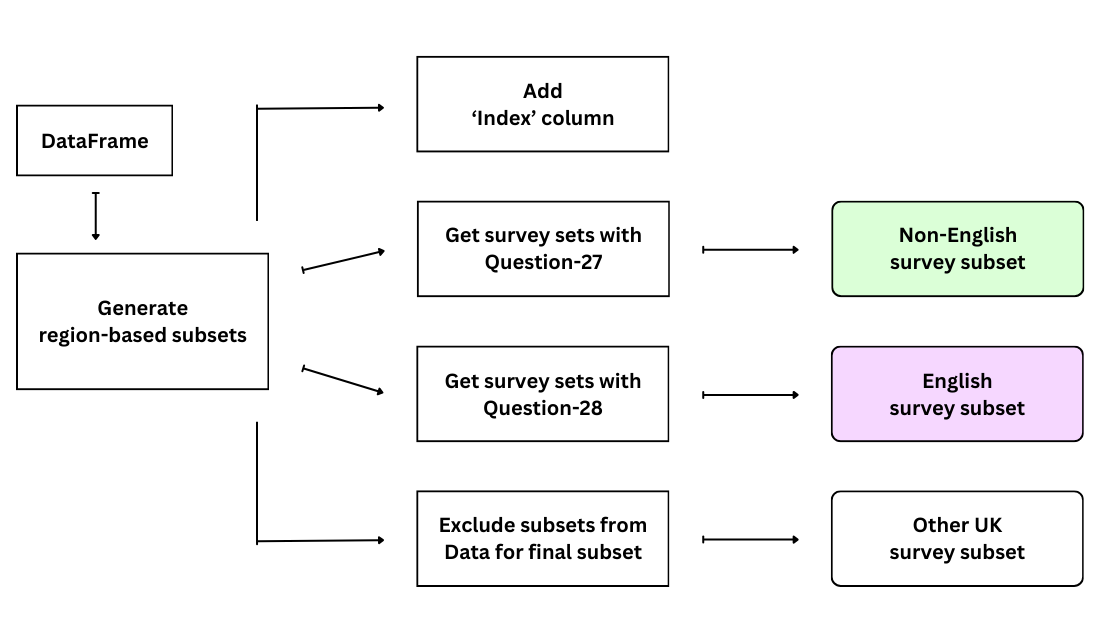 DataFrame
Generate
region-based subsets
Add
‘Index’ column
Get survey sets with
Question-27
Non-English
survey subset
Get survey sets with
Question-28
English
survey subset
Exclude subsets from
Data for final subset
Other UK
survey subset